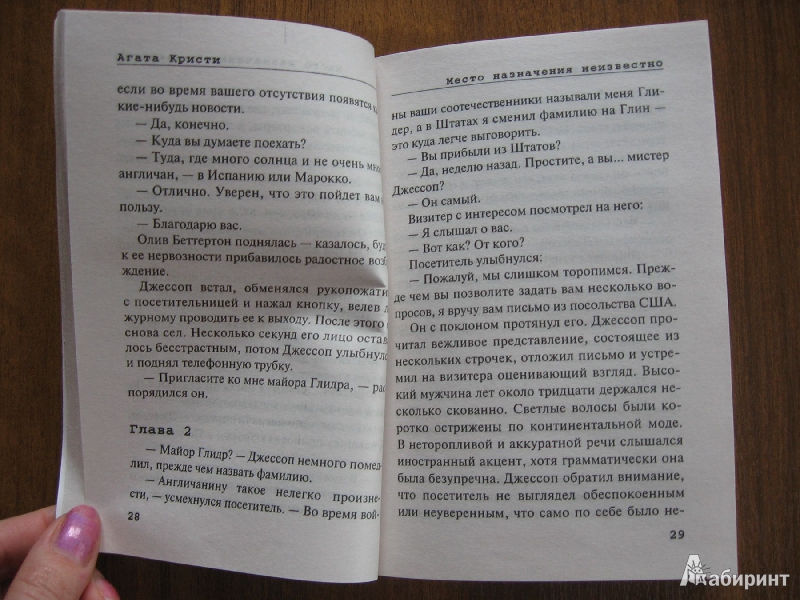 Агата Кристи
если во время вашего отсутствия появятся ка
кие-нибудь новости.
— Да, конечно.
— Куда вы думаете поехать?
— Туда, где много солнца и не очень мно
англичан, — в Испанию или Марокко.
— Отлично. Уверен, что это пойдет вам
пользу.
— Благодарю вас.
Олив Беттертон поднялась — казалось, буд
к ее нервозности прибавилось радостное возб
ждение.
Джессоп встал, обменялся рукопожати
с посетительницей и нажал кнопку, велев
журному проводить ее к выходу. После этого
снова сел. Несколько секунд его лицо остав
лось бесстрастным, потом Джессоп улыбнулс
и поднял телефонную трубку.
— Пригласите ко мне майора Глидра, — рас
порядился он.
Глава 2
— Майор Глидр? — Джессоп немного помед
лил, прежде чем назвать фамилию.
— Англичанину такое нелегко произне-
сти, — усмехнулся посетитель. — Во время вой-
28
Место назначения неизвестно
ны ваши соотечественники называли меня Гли-
дер, а в Штатах я сменил фамилию на Глин —
это куда легче выговорить.
— Вы прибыли из Штатов?
— Да, неделю назад. Простите, а вы... мистер
Джессоп?
— Он самый.
Визитер с интересом посмотрел на него:
— Я слышал о вас.
— Вот как? От кого?
Посетитель улыбнулся:
— Пожалуй, мы слишком торопимся. Преж-
де чем вы позволите задать вам несколько во-
просов, я вручу вам письмо из посольства США.
Он с поклоном протянул его. Джессоп про-
читал вежливое представление, состоящее из
нескольких строчек, отложил письмо и устре-
мил на визитера оценивающий взгляд. Высо-
кий мужчина лет около тридцати держался не-
сколько скованно. Светлые волосы были ко-
ротко острижены по континентальной моде.
В неторопливой и аккуратной речи слышался
иностранный акцент, хотя грамматически она
была безупречна. Джессоп обратил внимание,
что посетитель не выглядел обеспокоенным
или неуверенным, что само по себе было не-
29
Лабиринт